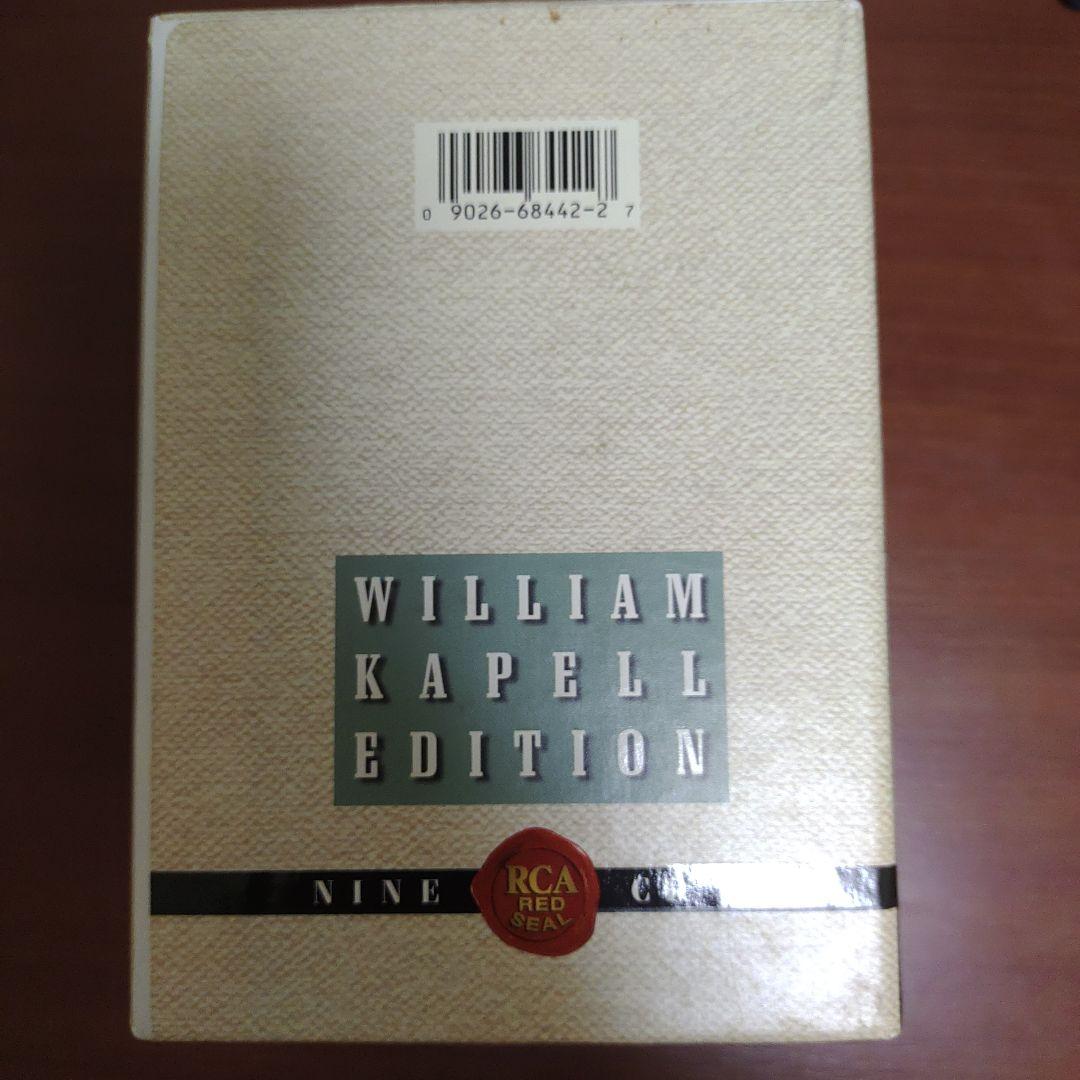 0 9026-68442-2 7
WILLIAM
KAPELL
EDITION
NINE
RCA
RED
SEAL